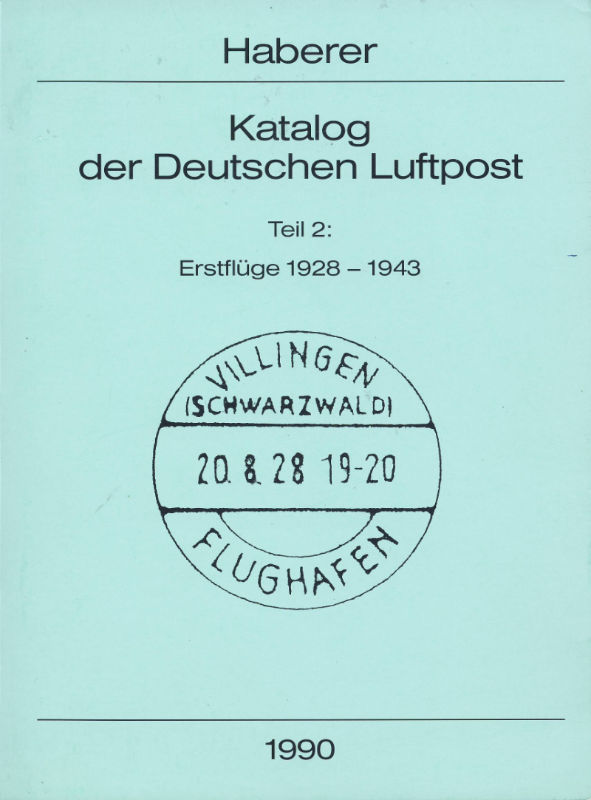 Haberer
Katalog
der Deutschen Luftpost
Teil 2:
Erstflüge 1928 – 1943
VILLINGEN
(SCHWARZWALD)
20. 8. 28 19-20
FLUGHAFEN
1990